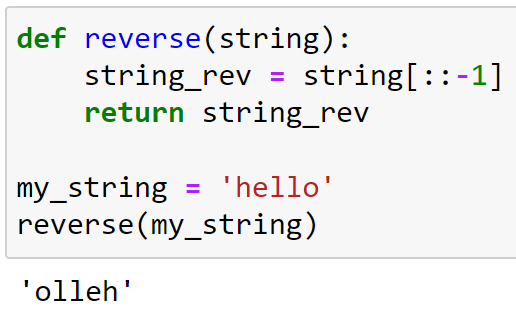 def reverse(string):
    string_rev = string[::-1]
    return string_rev

my_string = 'hello'
reverse(my_string)
'olleh'